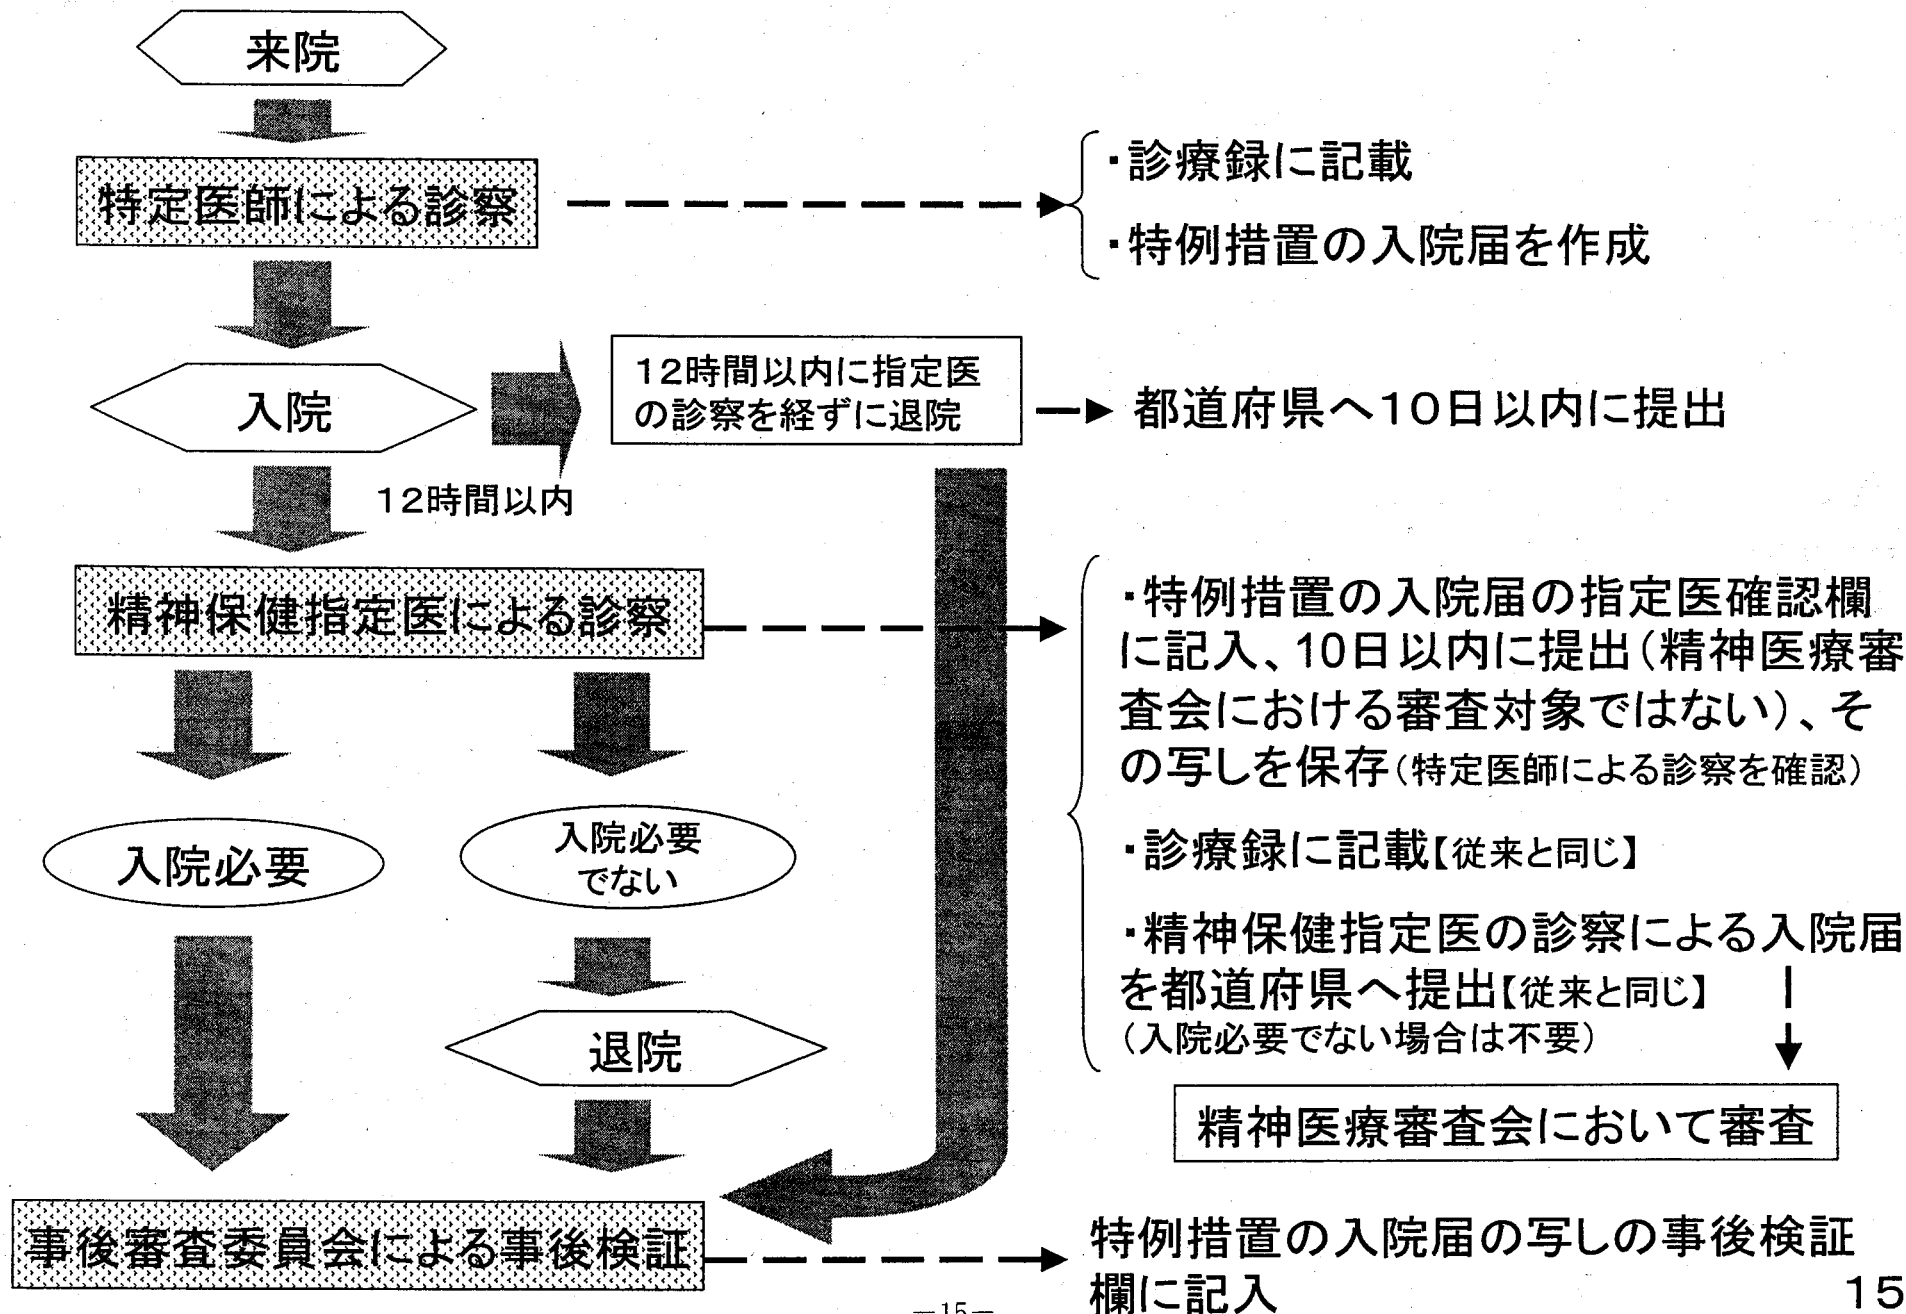 来院
特定医師による診察
・診療録に記載
・特例措置の入院届を作成
入院
12時間以内に指定医
の診察を経ずに退院
都道府県へ10日以内に提出
12時間以内
精神保健指定医による診察
・特例措置の入院届の指定医確認欄
に記入、10日以内に提出(精神医療審
査会における審査対象ではない)、そ
の写しを保存(特定医師による診察を確認)
入院必要
入院必要
でない
・診療録に記載【従来と同じ】
・精神保健指定医の診察による入院届
を都道府県へ提出【従来と同じ】
(入院必要でない場合は不要)
退院
精神医療審査会において審査
事後審査委員会による事後検証
特例措置の入院届の写しの事後検証
欄に記入
15
—15—